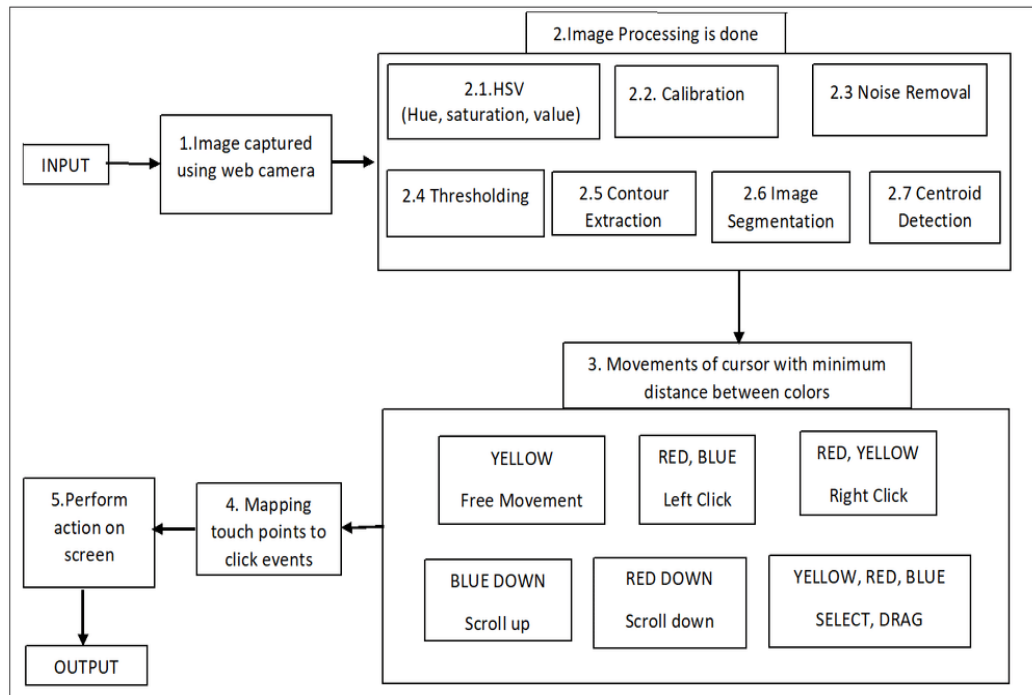 2.Image Processing is done
2.1.HSV
(Hue, saturation, value)
2.2. Calibration
2.3 Noise Removal
INPUT
1.Image captured
using web camera
2.4 Thresholding
2.5 Contour
Extraction
2.6 Image
Segmentation
2.7 Centroid
Detection
3. Movements of cursor with minimum
distance between colors
YELLOW
Free Movement
RED, BLUE
Left Click
RED, YELLOW
Right Click
BLUE DOWN
Scroll up
RED DOWN
Scroll down
YELLOW, RED, BLUE
SELECT, DRAG
4. Mapping
touch points to
click events
5.Perform
action on
screen
OUTPUT